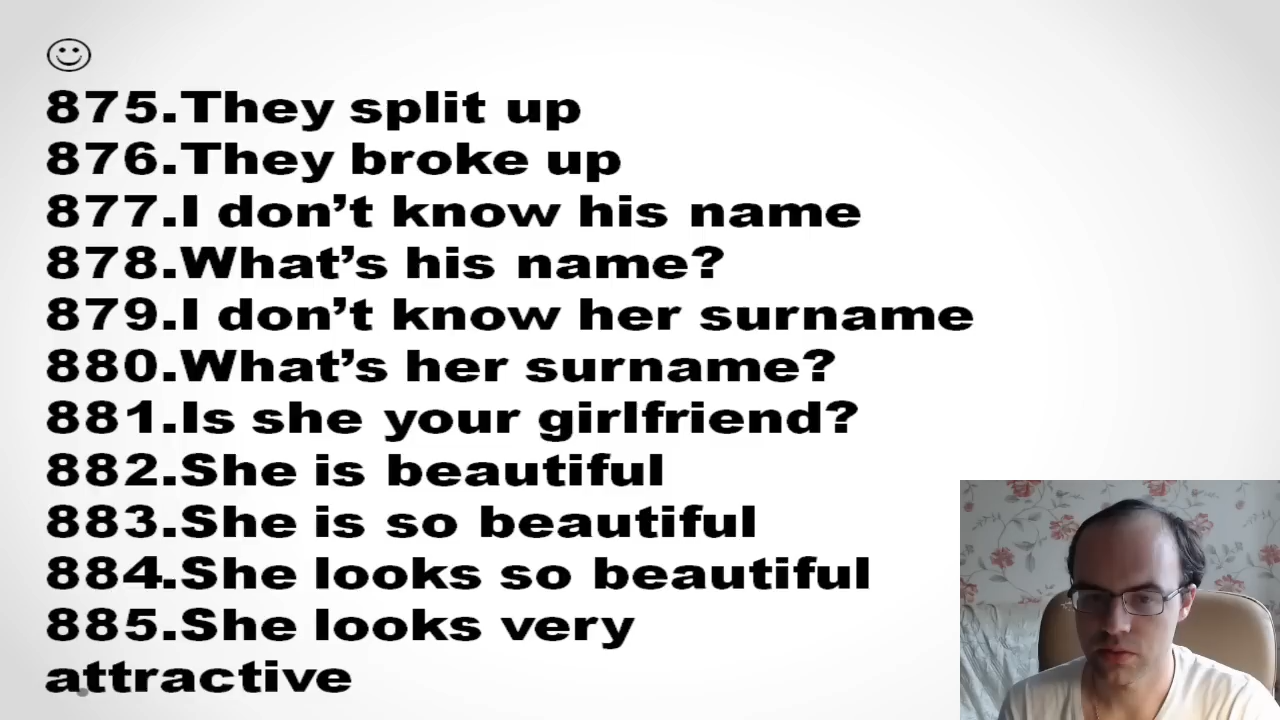 875.They split up
876.They broke up
877.I don’t know his name
878.What’s his name?
879.I don’t know her surname
880.What’s her surname?
881.Is she your girlfriend?
882.She is beautiful
883.She is so beautiful
884.She looks so beautiful
885.She looks very
attractive